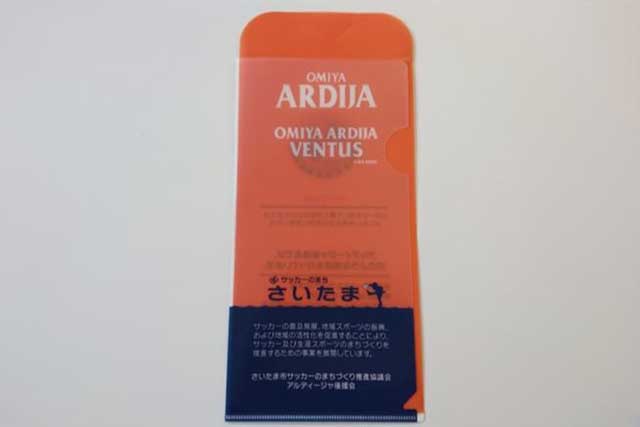 OMIYA
ARDIJA
OMIYA ARDIJA
VENTUS
サッカーのまち
さいたま
サッカーの普及発展、地域スポーツの振興、
および地域の活性化を促進することにより、
サッカー及び生涯スポーツのまちづくりを
推進するための事業を展開しています。
さいたま市サッカーのまちづくり推進協議会
アルディージャ後援会